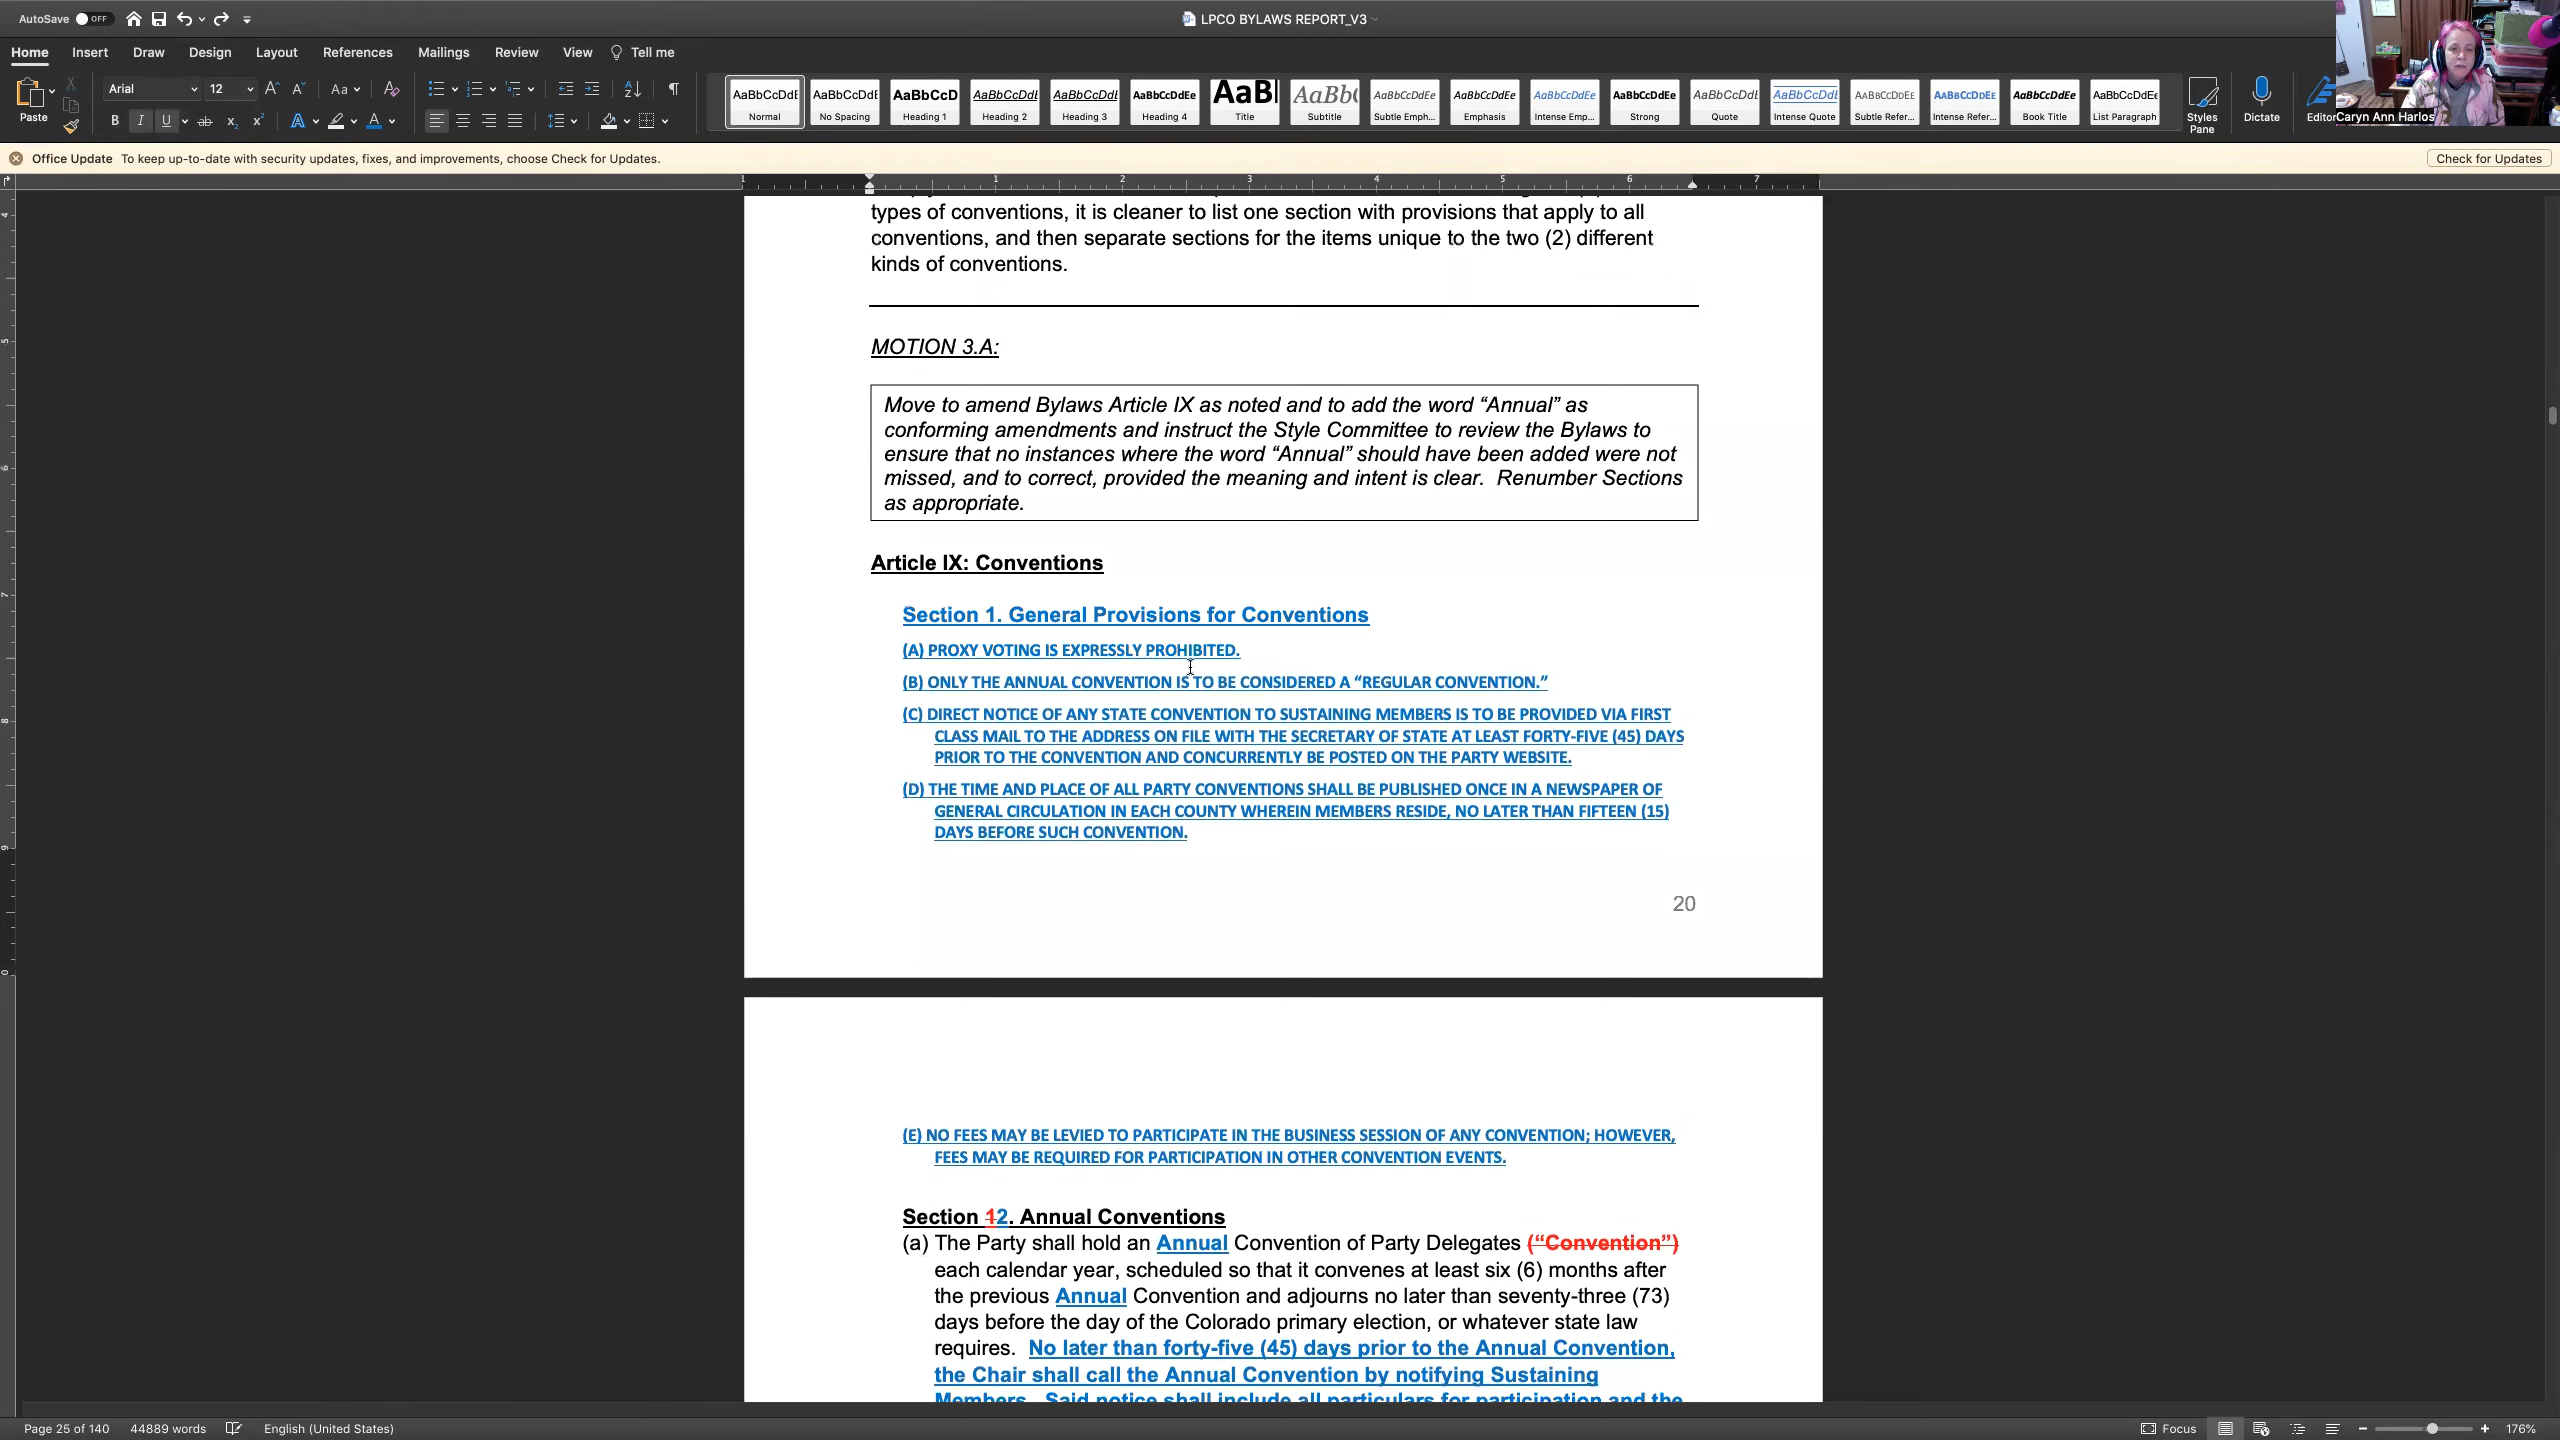 AutoSave OFF LPCO BYLAWS REPORT_V3
Home Insert Draw Design Layout References Mailings Review View Tell me
Paste Arial 12 Aa
AaBbCcDdE AaBbCcDdE AaBbCcD AaBbCcDdE AaBbCcDdE AaBbCcDdEe AaB AaBb( AaBbCcDdEe AaBbCcDdEe AaBbCcDdEe AaBbCcDdEe AaBbCcDdE AaBbCcDdE AABBCCDDEE AABBCCDDEE AaBbCcDdEe AaBbCcDdEe
Normal No Spacing Heading 1 Heading 2 Heading 3 Heading 4 Title Subtitle Subtle Emph... Emphasis Intense Emp... Strong Quote Intense Quote Subtle Refer... Intense Refer... Book Title List Paragraph
Styles Pane Dictate Editor
Caryn Ann Harlos
Office Update To keep up-to-date with security updates, fixes, and improvements, choose Check for Updates. Check for Updates
1 1 2 3 4 5 6 7
types of conventions, it is cleaner to list one section with provisions that apply to all
conventions, and then separate sections for the items unique to the two (2) different
kinds of conventions.
MOTION 3.A:
Move to amend Bylaws Article IX as noted and to add the word “Annual” as
conforming amendments and instruct the Style Committee to review the Bylaws to
ensure that no instances where the word “Annual” should have been added were not
missed, and to correct, provided the meaning and intent is clear. Renumber Sections
as appropriate.
Article IX: Conventions
Section 1. General Provisions for Conventions
(A) PROXY VOTING IS EXPRESSLY PROHIBITED.
(B) ONLY THE ANNUAL CONVENTION IS TO BE CONSIDERED A “REGULAR CONVENTION.”
(C) DIRECT NOTICE OF ANY STATE CONVENTION TO SUSTAINING MEMBERS IS TO BE PROVIDED VIA FIRST
CLASS MAIL TO THE ADDRESS ON FILE WITH THE SECRETARY OF STATE AT LEAST FORTY-FIVE (45) DAYS
PRIOR TO THE CONVENTION AND CONCURRENTLY BE POSTED ON THE PARTY WEBSITE.
(D) THE TIME AND PLACE OF ALL PARTY CONVENTIONS SHALL BE PUBLISHED ONCE IN A NEWSPAPER OF
GENERAL CIRCULATION IN EACH COUNTY WHEREIN MEMBERS RESIDE, NO LATER THAN FIFTEEN (15)
DAYS BEFORE SUCH CONVENTION.
20
(E) NO FEES MAY BE LEVIED TO PARTICIPATE IN THE BUSINESS SESSION OF ANY CONVENTION; HOWEVER,
FEES MAY BE REQUIRED FOR PARTICIPATION IN OTHER CONVENTION EVENTS.
Section 12. Annual Conventions
(a) The Party shall hold an Annual Convention of Party Delegates (“Convention”)
each calendar year, scheduled so that it convenes at least six (6) months after
the previous Annual Convention and adjourns no later than seventy-three (73)
days before the day of the Colorado primary election, or whatever state law
requires. No later than forty-five (45) days prior to the Annual Convention,
the Chair shall call the Annual Convention by notifying Sustaining
Members. Said notice shall include all particulars for participation and the
Page 25 of 140 44889 words English (United States) Focus 176%